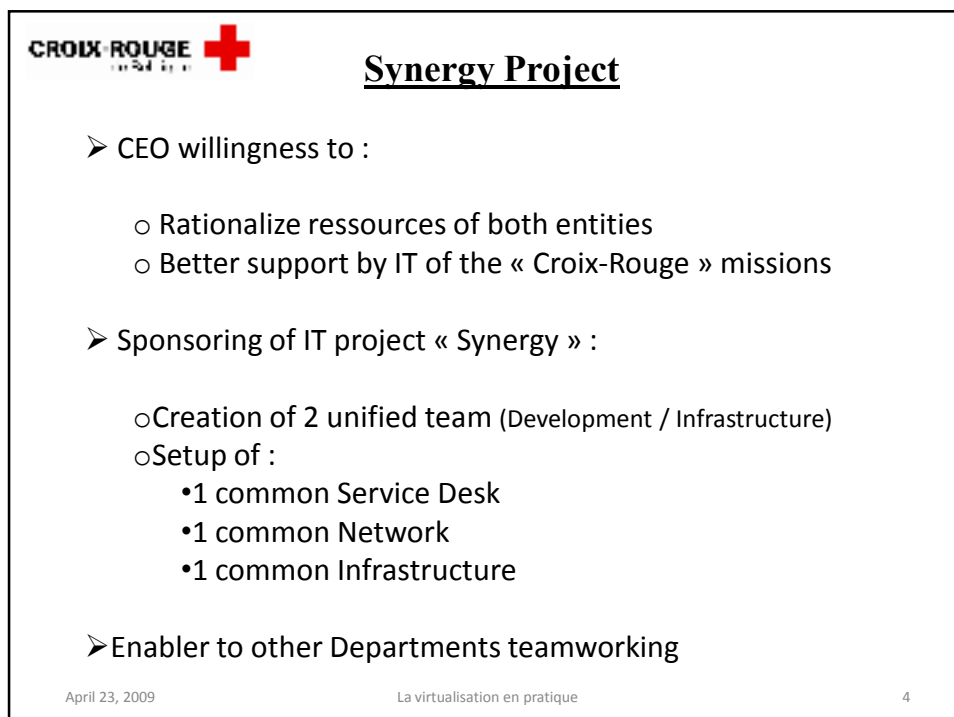 CROIX-ROUGE
Synergy Project
➢ CEO willingness to :
o Rationalize ressources of both entities
o Better support by IT of the « Croix-Rouge » missions
➢ Sponsoring of IT project « Synergy » :
oCreation of 2 unified team (Development / Infrastructure)
oSetup of :
•1 common Service Desk
•1 common Network
•1 common Infrastructure
➢Enabler to other Departments teamworking
April 23, 2009 La virtualisation en pratique 4